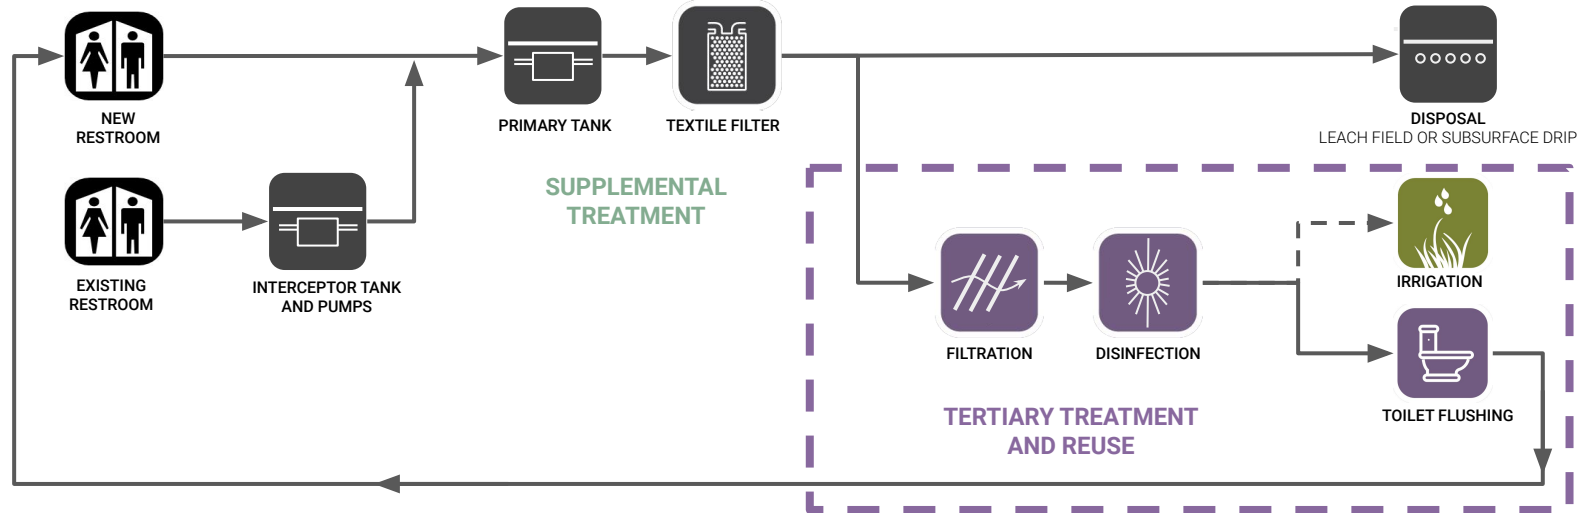 NEW
RESTROOM
PRIMARY TANK
TEXTILE FILTER
DISPOSAL
LEACH FIELD OR SUBSURFACE DRIP
SUPPLEMENTAL
TREATMENT
EXISTING
RESTROOM
INTERCEPTOR TANK
AND PUMPS
IRRIGATION
FILTRATION
DISINFECTION
TOILET FLUSHING
TERTIARY TREATMENT
AND REUSE